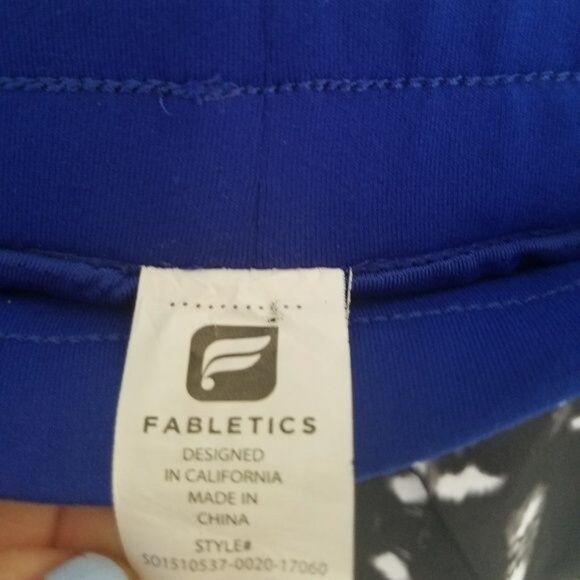 FABLETICS
DESIGNED
IN CALIFORNIA
MADE IN
CHINA
STYLE#
SO1510537-0020-17060